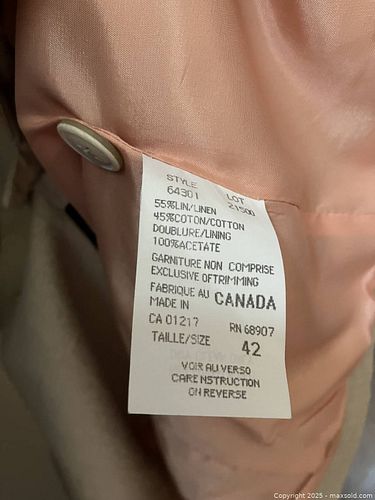 STYLE LOT
64301 21500
55%LIN/LINEN
45%COTON/COTTON
DOUBLURE/LINING
100%ACETATE
GARNITURE NON COMPRISE
EXCLUSIVE OFTRIMMING
FABRIQUE AU CANADA
MADE IN
CA 01217 RN 68907
TAILLE/SIZE 42
VOIR AU VERSO
CARE NSTRUCTION
ON REVERSE
Copyright 2025 - maxsold.com